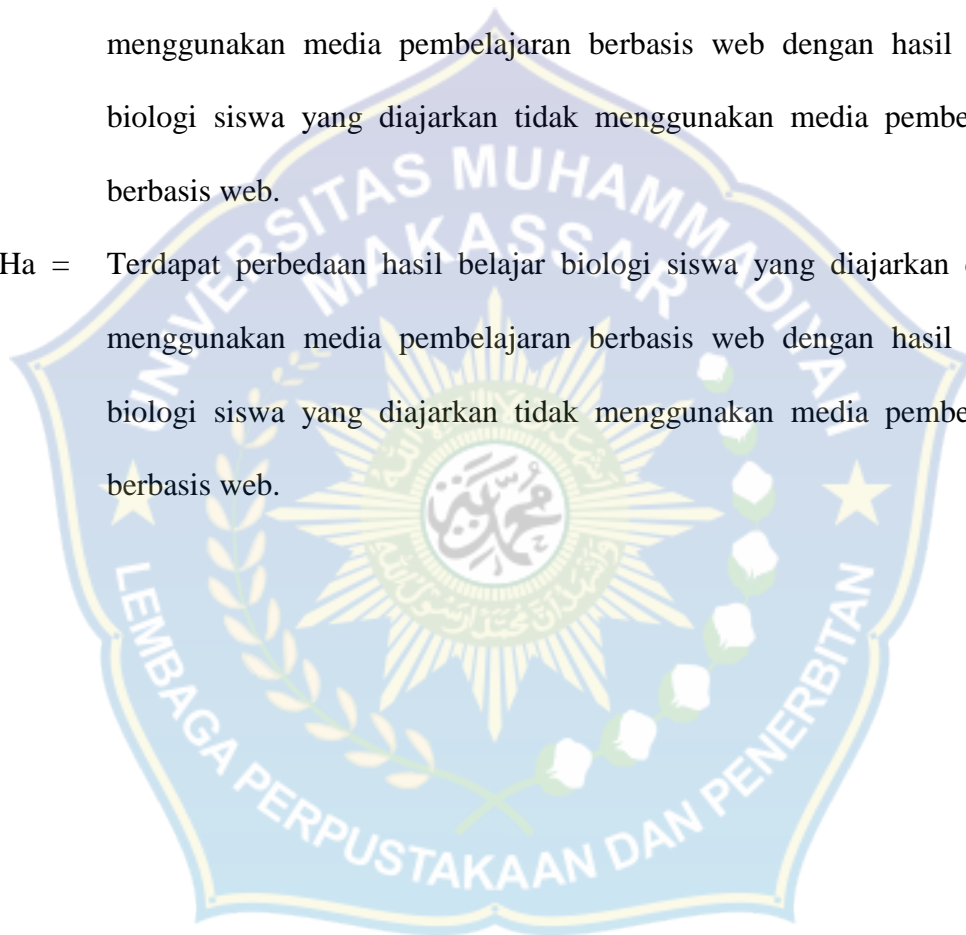 menggunakan media pembelajaran berbasis web dengan hasil
biologi siswa yang diajarkan tidak menggunakan media pembe
berbasis web.
Ha = Terdapat perbedaan hasil belajar biologi siswa yang diajarkan
menggunakan media pembelajaran berbasis web dengan hasil
biologi siswa yang diajarkan tidak menggunakan media pembe
berbasis web.
UNIVERSITAS MUHAMMADIYAH
MAKASSAR
LEMBAGA PERPUSTAKAAN DAN PENERBITAN